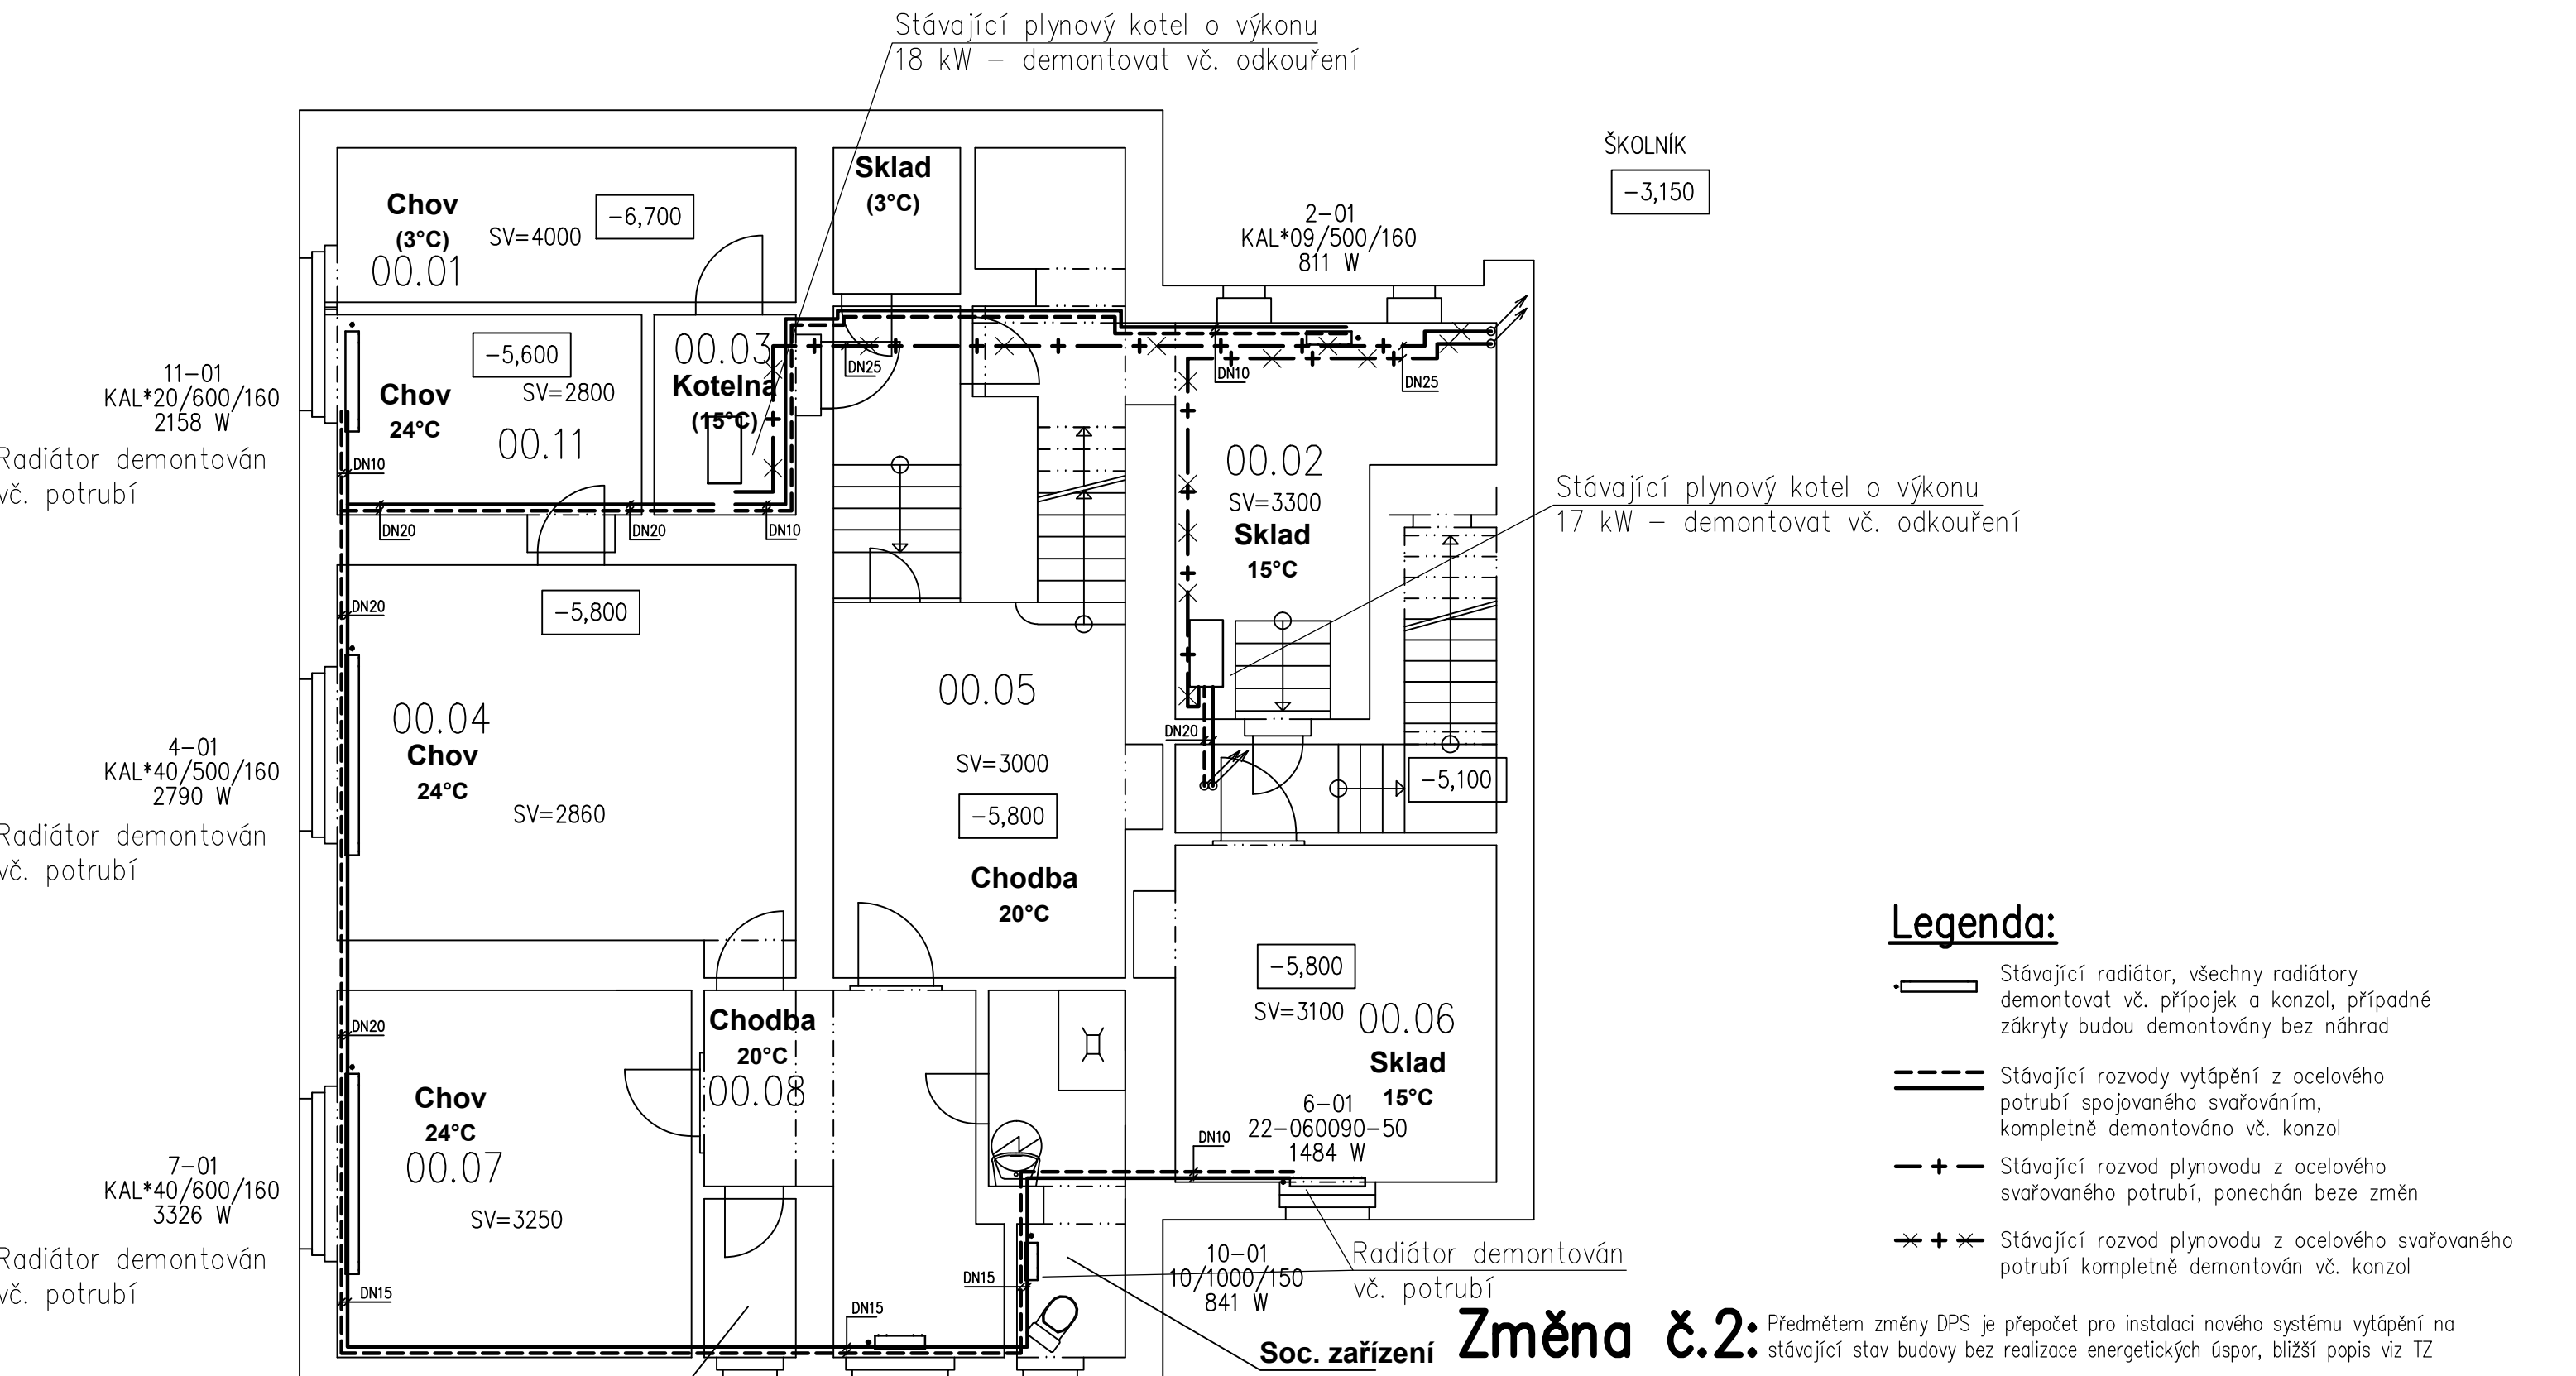 Stávající plynový kotel o výkonu
18 kW – demontovat vč. odkouření
ŠKOLNÍK
-3,150
Sklad
(3°C)
Chov
(3°C)
00.01
SV=4000
-6,700
2-01
KAL*09/500/160
811 W
11-01
KAL*20/600/160
2158 W
Radiátor demontován
vč. potrubí
-5,600
Chov
24°C
SV=2800
00.11
00.03
Kotelna
(15°C)
DN25
DN10
DN25
DN10
DN20
DN20
DN10
00.02
SV=3300
Sklad
15°C
Stávající plynový kotel o výkonu
17 kW – demontovat vč. odkouření
DN20
-5,800
00.04
Chov
24°C
SV=2860
4-01
KAL*40/500/160
2790 W
Radiátor demontován
vč. potrubí
00.05
SV=3000
-5,800
Chodba
20°C
DN20
-5,100
-5,800
SV=3100
00.06
Sklad
15°C
6-01
22-060090-50
1484 W
DN10
DN20
Chodba
20°C
00.08
Chov
24°C
00.07
SV=3250
7-01
KAL*40/600/160
3326 W
Radiátor demontován
vč. potrubí
DN15
DN15
DN15
10-01
10/1000/150
841 W
Radiátor demontován
vč. potrubí
Soc. zařízení
Legenda:
Stávající radiátor, všechny radiátory
demontovat vč. přípojek a konzol, případné
zákryty budou demontovány bez náhrad
Stávající rozvody vytápění z ocelového
potrubí spojovaného svařováním,
kompletně demontováno vč. konzol
Stávající rozvod plynovodu z ocelového
svařovaného potrubí, ponechán beze změn
Stávající rozvod plynovodu z ocelového svařovaného
potrubí kompletně demontován vč. konzol
Změna č.2:
Předmětem změny DPS je přepočet pro instalaci nového systému vytápění na
stávající stav budovy bez realizace energetických úspor, bližší popis viz TZ